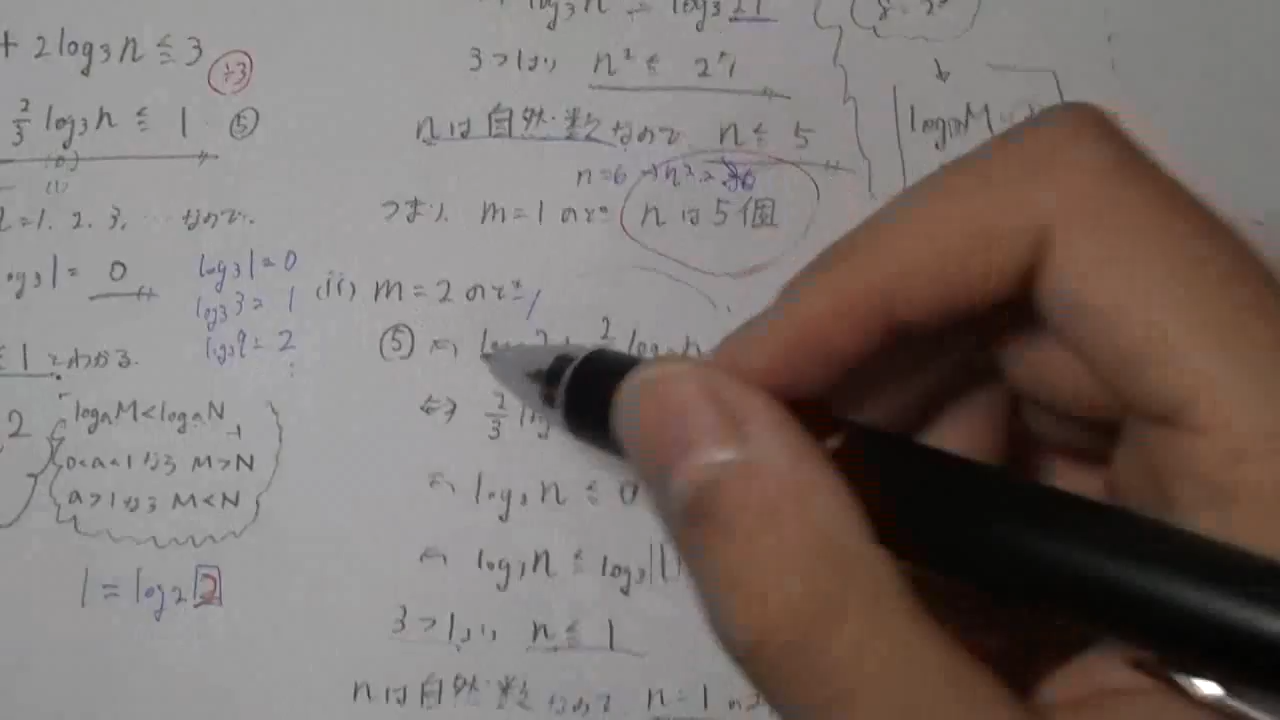 + 2log₃n ≦ 3
÷3
2/3 log₃n ≦ 1 ⑤
=1, 2, 3, … なので.
log₃1 = 0
log₃1 = 0
log₃3 = 1
log₃9 = 2
≦ 1 とわかる.
logₐM < logₐN
0<a<1なら M>N
a>1なら M<N
1 = log₂2
log₃n ≦ log₃27
3>1より n² ≦ 27
nは自然数なので n ≦ 5
n=6→n²=36
つまり m=1のとき nは5個
(ii) m=2のとき
⑤
⇔ 2/3
log₃n ≦ 0
log₃n ≦ log₃1
3>1より n ≦ 1
nは自然数なので n=1